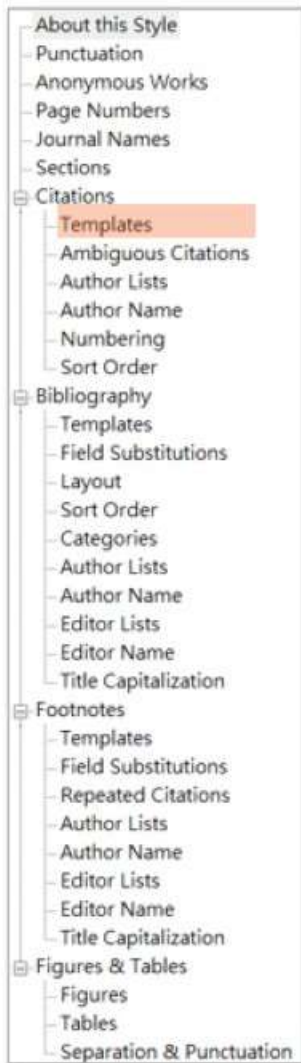 About this Style
Punctuation
Anonymous Works
Page Numbers
Journal Names
Sections
Citations
Templates
Ambiguous Citations
Author Lists
Author Name
Numbering
Sort Order
Bibliography
Templates
Field Substitutions
Layout
Sort Order
Categories
Author Lists
Author Name
Editor Lists
Editor Name
Title Capitalization
Footnotes
Templates
Field Substitutions
Repeated Citations
Author Lists
Author Name
Editor Lists
Editor Name
Title Capitalization
Figures & Tables
Figures
Tables
Separation & Punctuation